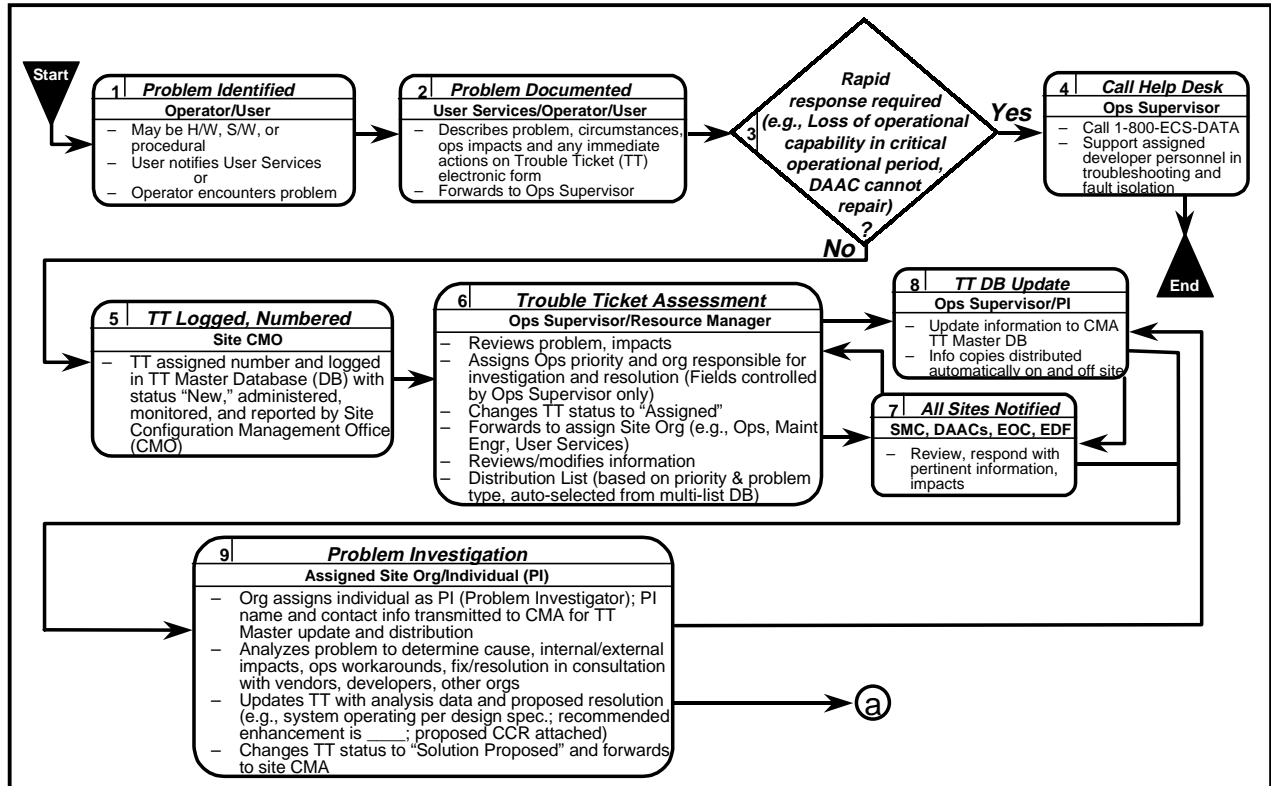 Start
1 Problem Identified
Operator/User
– May be H/W, S/W, or
procedural
– User notifies User Services
or
– Operator encounters problem
2 Problem Documented
User Services/Operator/User
– Describes problem, circumstances,
ops impacts and any immediate
actions on Trouble Ticket (TT)
electronic form
– Forwards to Ops Supervisor
3
Rapid
response required
(e.g., Loss of operational
capability in critical
operational period,
DAAC cannot
repair)
?
Yes
No
4 Call Help Desk
Ops Supervisor
– Call 1-800-ECS-DATA
– Support assigned
developer personnel in
troubleshooting and
fault isolation
End
5 TT Logged, Numbered
Site CMO
– TT assigned number and logged
in TT Master Database (DB) with
status “New,” administered,
monitored, and reported by Site
Configuration Management Office
(CMO)
6 Trouble Ticket Assessment
Ops Supervisor/Resource Manager
– Reviews problem, impacts
– Assigns Ops priority and org responsible for
investigation and resolution (Fields controlled
by Ops Supervisor only)
– Changes TT status to “Assigned”
– Forwards to assign Site Org (e.g., Ops, Maint
Engr, User Services)
– Reviews/modifies information
– Distribution List (based on priority & problem
type, auto-selected from multi-list DB)
8 TT DB Update
Ops Supervisor/PI
– Update information to CMA
TT Master DB
– Info copies distributed
automatically on and off site
7 All Sites Notified
SMC, DAACs, EOC, EDF
– Review, respond with
pertinent information,
impacts
9 Problem Investigation
Assigned Site Org/Individual (PI)
– Org assigns individual as PI (Problem Investigator); PI
name and contact info transmitted to CMA for TT
Master update and distribution
– Analyzes problem to determine cause, internal/external
impacts, ops workarounds, fix/resolution in consultation
with vendors, developers, other orgs
– Updates TT with analysis data and proposed resolution
(e.g., system operating per design spec.; recommended
enhancement is ____; proposed CCR attached)
– Changes TT status to “Solution Proposed” and forwards
to site CMA
a